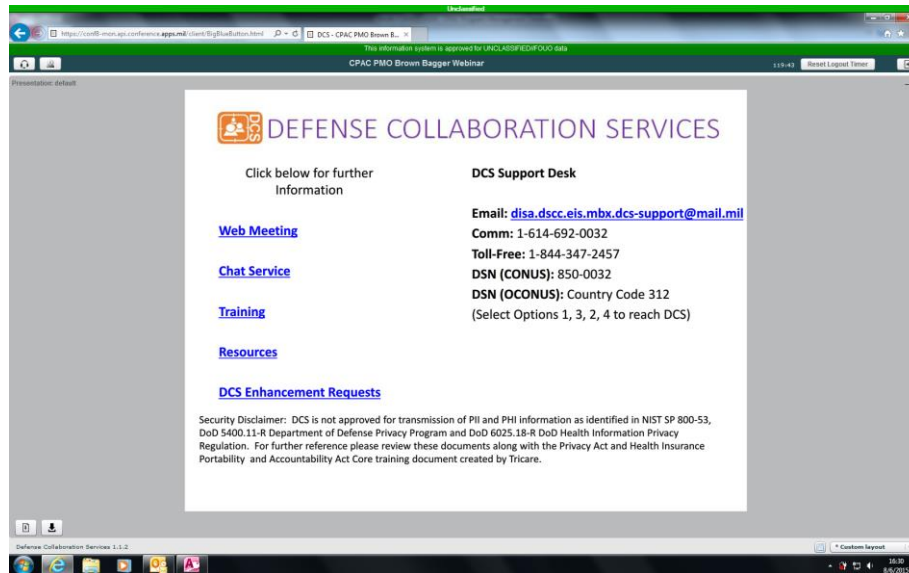 Unclassified
https://conf8-mon.api.conference.apps.mil/client/BigBlueButton.html
DCS - CPAC PMO Brown B...
This information system is approved for UNCLASSIFIED/FOUO data
CPAC PMO Brown Bagger Webinar
119:43
Reset Logout Timer
Presentation: default
DCS
DEFENSE COLLABORATION SERVICES
Click below for further
Information
Web Meeting
Chat Service
Training
Resources
DCS Enhancement Requests
DCS Support Desk
Email: disa.dscc.eis.mbx.dcs-support@mail.mil
Comm: 1-614-692-0032
Toll-Free: 1-844-347-2457
DSN (CONUS): 850-0032
DSN (OCONUS): Country Code 312
(Select Options 1, 3, 2, 4 to reach DCS)
Security Disclaimer: DCS is not approved for transmission of PII and PHI information as identified in NIST SP 800-53,
DoD 5400.11-R Department of Defense Privacy Program and DoD 6025.18-R DoD Health Information Privacy
Regulation. For further reference please review these documents along with the Privacy Act and Health Insurance
Portability and Accountability Act Core training document created by Tricare.
Defense Collaboration Services 1.1.2
* Custom layout
16:30
8/6/2015